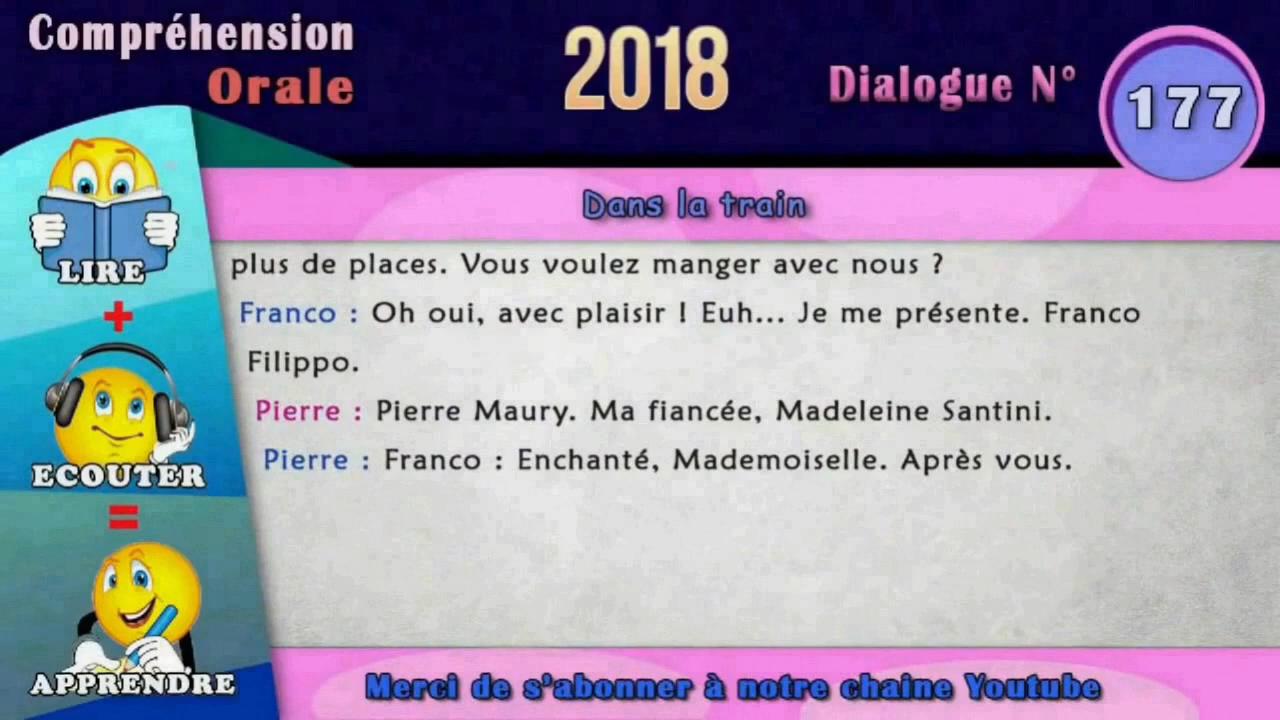 Compréhension
Orale
2018
Dialogue N° 177
Dans la train
plus de places. Vous voulez manger avec nous ?
Franco : Oh oui, avec plaisir ! Euh... Je me présente. Franco
Filippo.
Pierre : Pierre Maury. Ma fiancée, Madeleine Santini.
Pierre : Franco : Enchanté, Mademoiselle. Après vous.
LIRE
+
ECOUTER
=
APPRENDRE
Merci de s'abonner à notre chaine Youtube